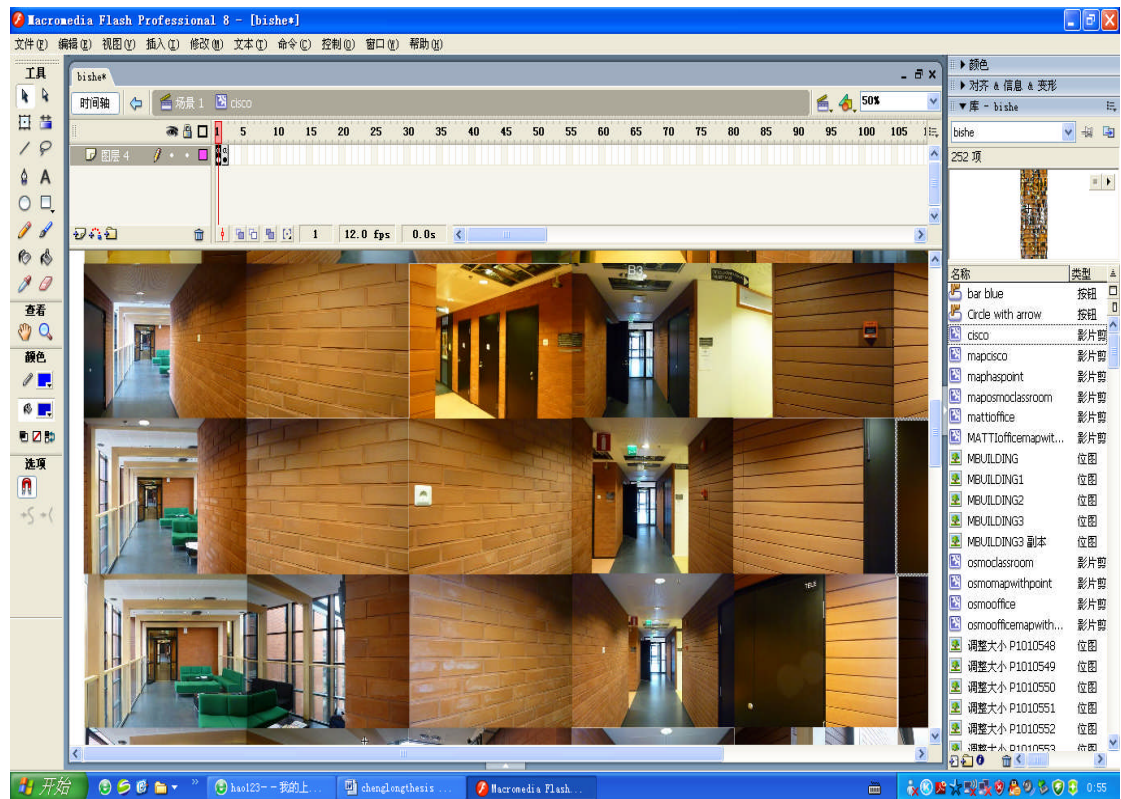 Macromedia Flash Professional 8 - [bishe*]
文件(F) 编辑(E) 视图(V) 插入(I) 修改(M) 文本(T) 命令(C) 控制(O) 窗口(W) 帮助(H)
工具
bishe*
时间轴 场景 1 cisco 50%
1 5 10 15 20 25 30 35 40 45 50 55 60 65 70 75 80 85 90 95 100 105
图层 4
1 12.0 fps 0.0s
查看
颜色
选项
B3
TELE
颜色
对齐 & 信息 & 变形
库 - bishe
bishe
252 项
名称 类型
bar blue 按钮
Circle with arrow 按钮
cisco 影片剪
mapcisco 影片剪
maphaspoint 影片剪
maposmoclassroom 影片剪
mattioffice 影片剪
MATTIofficemapwit... 影片剪
MBUILDING 位图
MBUILDING1 位图
MBUILDING2 位图
MBUILDING3 位图
MBUILDING3 副本 位图
osmoclassroom 影片剪
osmomapwithpoint 影片剪
osmooffice 影片剪
osmoofficemapwith... 影片剪
调整大小 P1010548 位图
调整大小 P1010549 位图
调整大小 P1010550 位图
调整大小 P1010551 位图
调整大小 P1010552 位图
调整大小 P1010553 位图
开始 hao123--我的上... chenglongthesis ... Macromedia Flash... 0:55